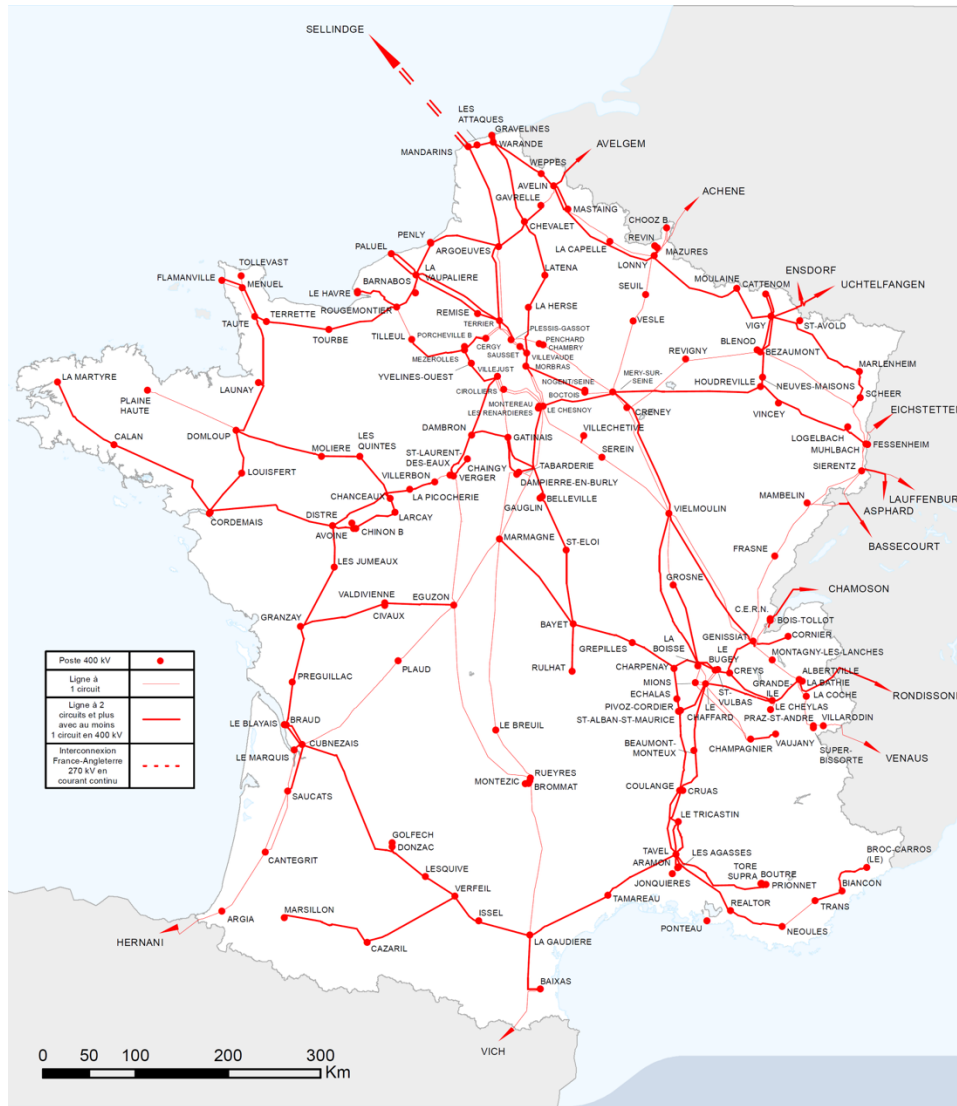 SELLINDGE
LES
ATTAQUES
GRAVELINES
WARANDE
MANDARINS
WEPPES
AVELGEM
AVELIN
GAVRELLE
MASTAING
ACHENE
CHOOZ B
CHEVALET
REVIN
MAZURES
LA CAPELLE
LONNY
PENLY
ARGOEUVES
PALUEL
TOLLEVAST
FLAMANVILLE
MENUEL
BARNABOS
LA
VAUPALIERE
LATENA
SEUIL
MOULAINE
CATTENOM
ENSDORF
UCHTELFANGEN
LE HAVRE
ROUGEMONTIER
REMISE
TERRIER
LA HERSE
VESLE
VIGY
ST-AVOLD
TAUTE
TERRETTE
TOURBE
TILLEUL
PORCHEVILLE B
CERGY
SAUSSET
PLESSIS-GASSOT
PENCHARD
CHAMBRY
VILLEVAUDE
MORBRAS
REVIGNY
BLENOD
BEZAUMONT
MARLENHEIM
MEZEROLLES
YVELINES-OUEST
VILLEJUST
CIROLLIERS
NOGENT/SEINE
BOCTOIS
MERY-SUR-
SEINE
HOUDREVILLE
NEUVES-MAISONS
SCHEER
LA MARTYRE
PLAINE
HAUTE
LAUNAY
MONTEREAU
LES RENARDIERES
LE CHESNOY
CRENEY
VINCEY
EICHSTETTEN
CALAN
DOMLOUP
MOLIERE
LES
QUINTES
DAMBRON
GATINAIS
VILLECHETIVE
SEREIN
LOGELBACH
MUHLBACH
FESSENHEIM
ST-LAURENT-
DES-EAUX
VILLERBON
CHAINGY
VERGER
TABARDERIE
DAMPIERRE-EN-BURLY
SIERENTZ
LOUISFERT
CHANCEAUX
LA PICOCHERIE
BELLEVILLE
GAUGLIN
MAMBELIN
LAUFFENBURG
ASPHARD
CORDEMAIS
DISTRE
AVOINE
LARCAY
CHINON B
VIELMOULIN
BASSECOURT
MARMAGNE
ST-ELOI
FRASNE
LES JUMEAUX
VALDIVIENNE
CIVAUX
EGUZON
GROSNE
CHAMOSON
C.E.R.N.
BOIS-TOLLOT
GRANZAY
BAYET
GREPILLES
LA
BOISSE
LE
BUGEY
GENISSIAT
CORNIER
MONTAGNY-LES-LANCHES
PLAUD
RULHAT
CHARPENAY
CREYS
ALBERTVILLE
LA BATHIE
MIONS
ST-
VULBAS
GRANDE-
ILE
LA COCHE
RONDISSONE
PREGUILLAC
ECHALAS
PIVOZ-CORDIER
ST-ALBAN-ST-MAURICE
LE
CHAFFARD
LE CHEYLAS
PRAZ-ST-ANDRE
VILLARODIN
LE BLAYAIS
BRAUD
LE BREUIL
CHAMPAGNIER
VAUJANY
SUPER-
BISSORTE
VENAUS
CUBNEZAIS
LE MARQUIS
BEAUMONT-
MONTEUX
SAUCATS
MONTEZIC
RUEYRES
BROMMAT
COULANGE
CRUAS
LE TRICASTIN
GOLFECH
DONZAC
CANTEGRIT
LESQUIVE
TAVEL
ARAMON
LES AGASSES
JONQUIERES
TORE
SUPRA
BOUTRE
PRIONNET
BROC-CARROS
(LE)
BIANCON
VERFEIL
TAMAREAU
REALTOR
TRANS
MARSILLON
ISSEL
PONTEAU
NEOULES
ARGIA
HERNANI
CAZARIL
LA GAUDIERE
BAIXAS
VICH
Poste 400 kV
Ligne à
1 circuit
Ligne à 2
circuits et plus
avec au moins
1 circuit en 400 kV
Interconnexion
France-Angleterre
270 kV en
courant continu
0 50 100 200 300
Km